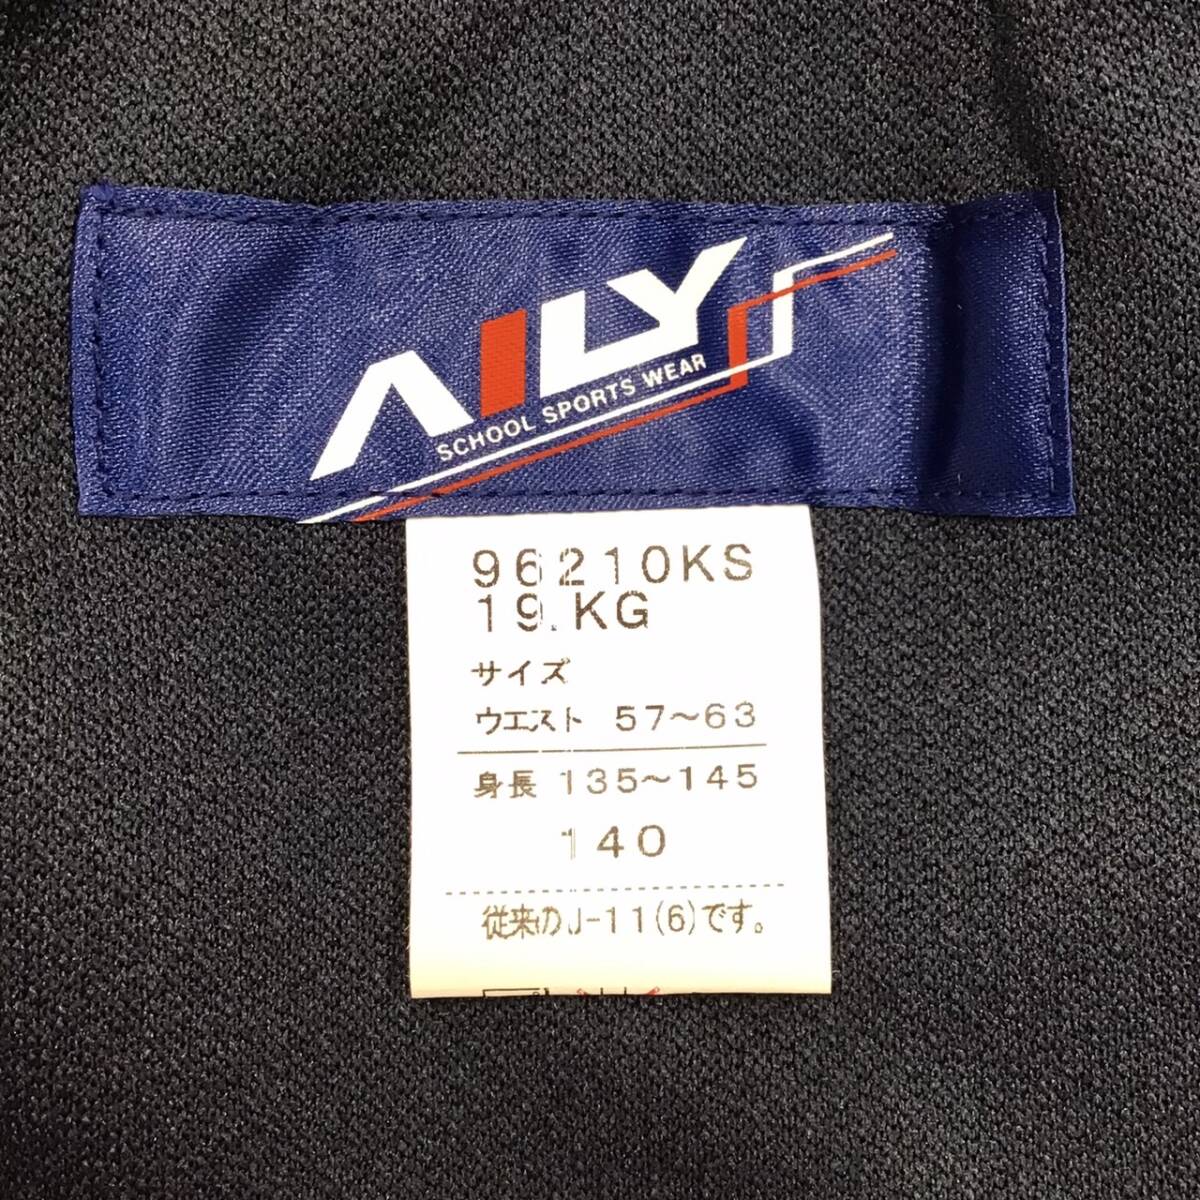 AILY
SCHOOL SPORTS WEAR
96210KS
19.KG
サイズ
ウエスト 57～63
身長 135～145
140
従来のJ-11(6)です。